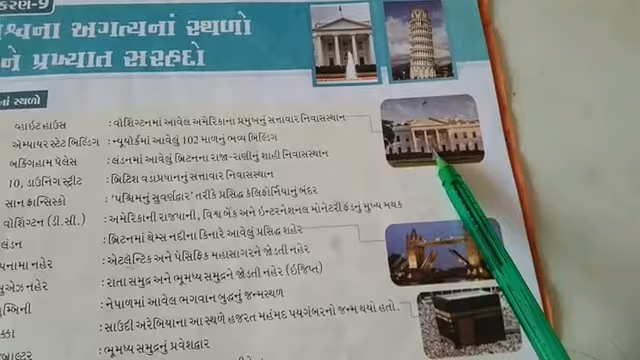 કરણ-9
શ્વના અગત્યનાં સ્થળો
ને પ્રખ્યાત સરહદો
નાં સ્થળો
વ્હાઈટ હાઉસ : વોશિંગ્ટનમાં આવેલ અમેરિકાના પ્રમુખનું સત્તાવાર નિવાસસ્થાન
એમ્પાયર સ્ટેટ બિલ્ડિંગ : ન્યૂયૉર્કમાં આવેલું 102 માળનું ભવ્ય બિલ્ડિંગ
બકિંગહામ પેલેસ : લંડનમાં આવેલું બ્રિટનના રાજા-રાણીનું શાહી નિવાસસ્થાન
10, ડાઉનિંગ સ્ટ્રીટ : બ્રિટિશ વડાપ્રધાનનું સત્તાવાર નિવાસસ્થાન
સાન ફ્રાન્સિસ્કો : 'પશ્ચિમનું સુવર્ણદ્વાર' તરીકે પ્રસિદ્ધ કેલિફોર્નિયાનું બંદર
વોશિંગ્ટન (ડી.સી.) : અમેરિકાની રાજધાની, વિશ્વ બૅંક અને ઇન્ટરનેશનલ મોનેટરી ફંડનું મુખ્ય મથક
લંડન : બ્રિટનમાં થેમ્સ નદીના કિનારે આવેલું પ્રસિદ્ધ શહેર
પનામા નહેર : એટલેન્ટિક અને પેસિફિક મહાસાગરને જોડતી નહેર
સુએઝ નહેર : રાતા સમુદ્ર અને ભૂમધ્ય સમુદ્રને જોડતી નહેર (ઇજિપ્ત)
મ્બિની : નેપાળમાં આવેલ ભગવાન બુદ્ધનું જન્મસ્થળ
ક્કા : સાઉદી અરેબિયાના આ સ્થળે હજરત મહંમદ પયગંબરનો જન્મ થયો હતો.
બ્રાલ્ટર : ભૂમધ્ય સમુદ્રનું પ્રવેશદ્વાર